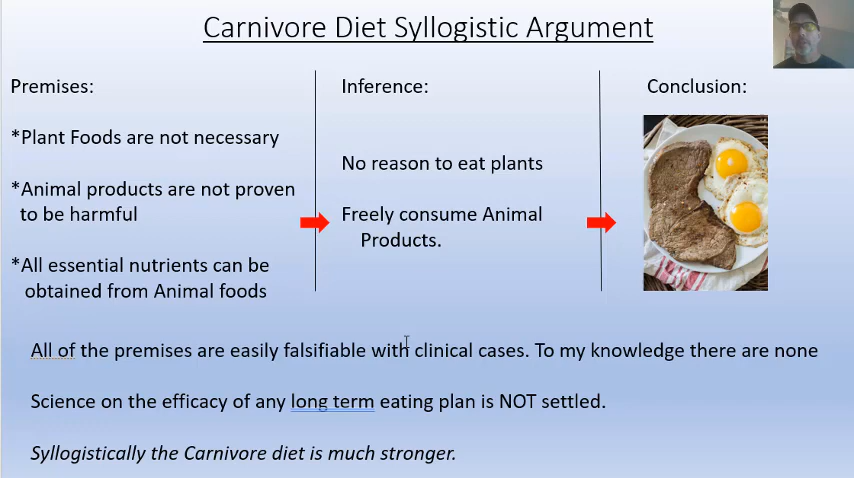 Carnivore Diet Syllogistic Argument
Premises:
*Plant Foods are not necessary
*Animal products are not proven
to be harmful
*All essential nutrients can be
obtained from Animal foods
Inference:
No reason to eat plants
Freely consume Animal
Products.
Conclusion:
All of the premises are easily falsifiable with clinical cases. To my knowledge there are none
Science on the efficacy of any long term eating plan is NOT settled.
Syllogistically the Carnivore diet is much stronger.